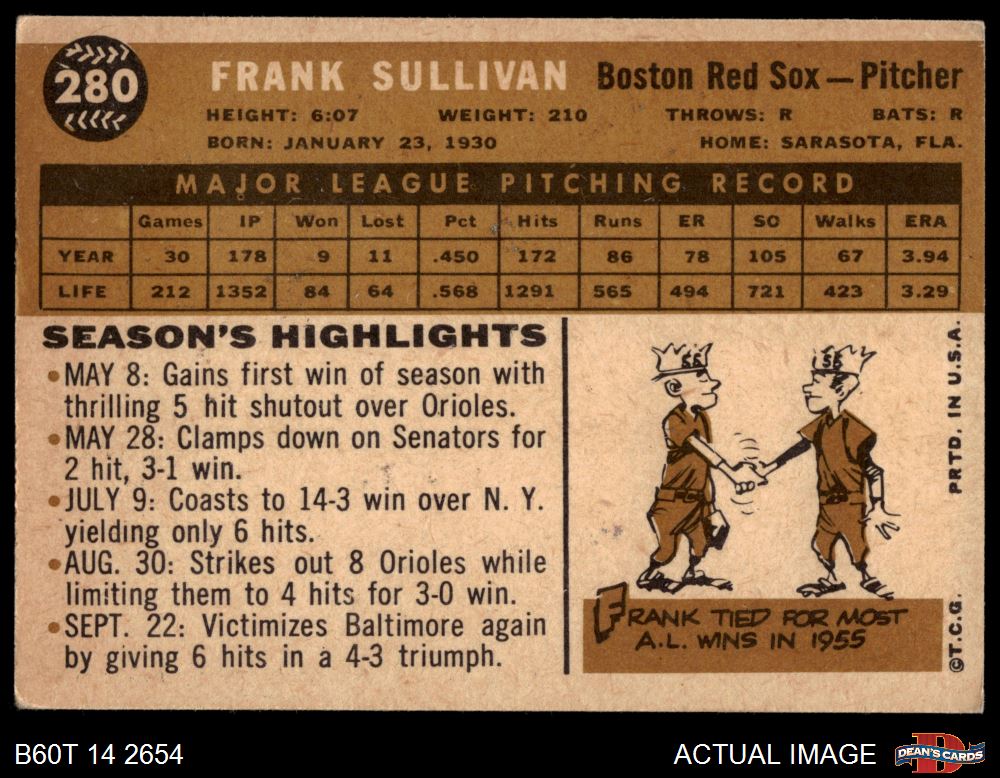 280
FRANK SULLIVAN Boston Red Sox — Pitcher
HEIGHT: 6:07 WEIGHT: 210 THROWS: R BATS: R
BORN: JANUARY 23, 1930 HOME: SARASOTA, FLA.
MAJOR LEAGUE PITCHING RECORD
Games IP Won Lost Pct Hits Runs ER SO Walks ERA
YEAR 30 178 9 11 .450 172 86 78 105 67 3.94
LIFE 212 1352 84 64 .568 1291 565 494 721 423 3.29
SEASON'S HIGHLIGHTS
•MAY 8: Gains first win of season with
thrilling 5 hit shutout over Orioles.
•MAY 28: Clamps down on Senators for
2 hit, 3-1 win.
•JULY 9: Coasts to 14-3 win over N. Y.
yielding only 6 hits.
•AUG. 30: Strikes out 8 Orioles while
limiting them to 4 hits for 3-0 win.
•SEPT. 22: Victimizes Baltimore again
by giving 6 hits in a 4-3 triumph.
FRANK TIED FOR MOST
A.L. WINS IN 1955
©T.C.G. PRTD. IN U.S.A.
B60T 14 2654 ACTUAL IMAGE DEAN'S CARDS